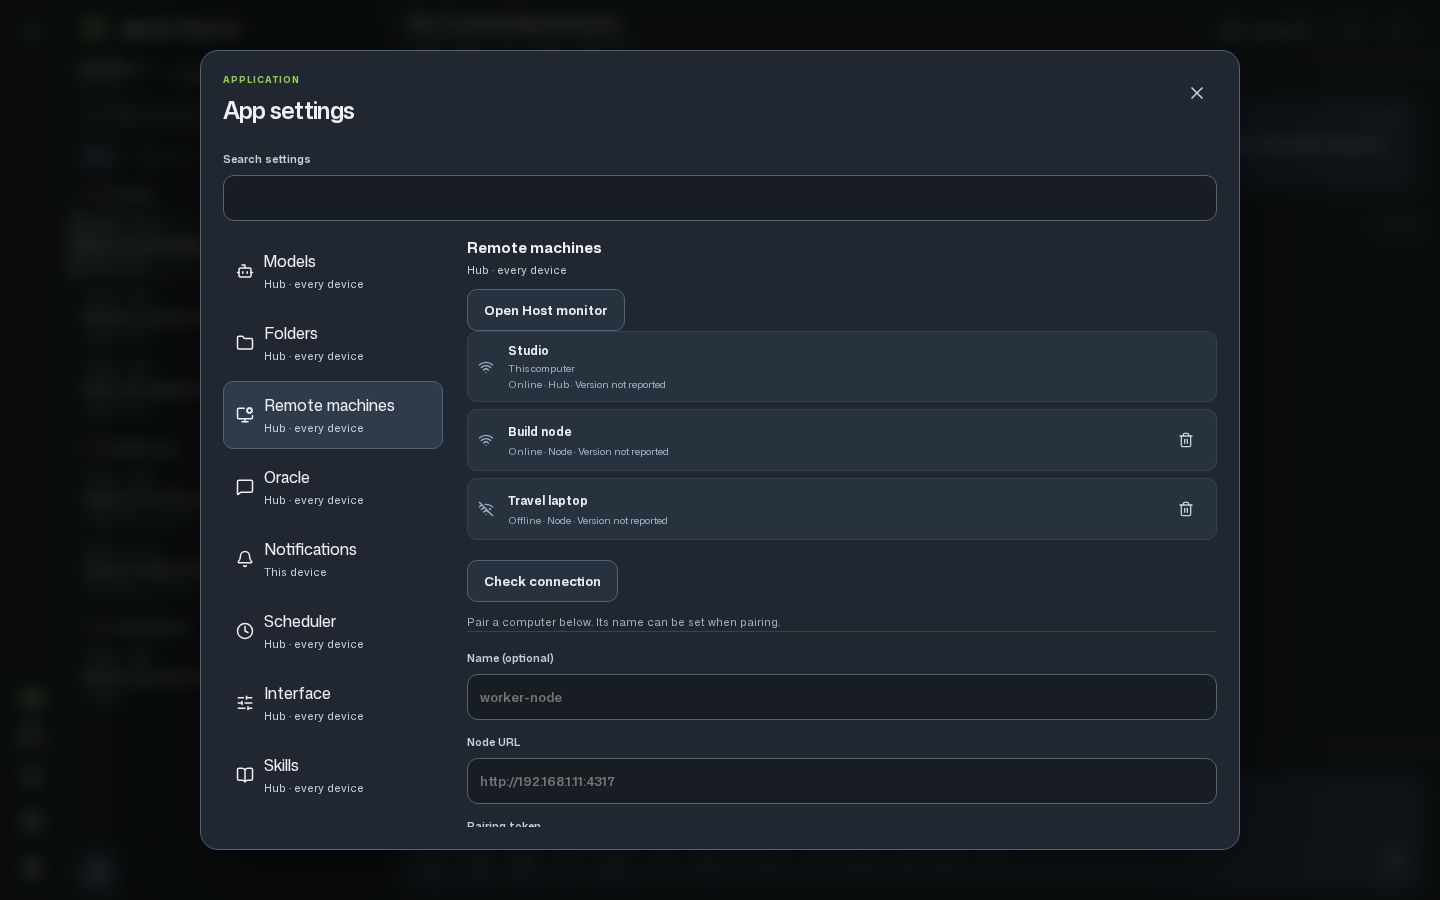 APPLICATION
App settings
Search settings
Models
Hub · every device
Folders
Hub · every device
Remote machines
Hub · every device
Oracle
Hub · every device
Notifications
This device
Scheduler
Hub · every device
Interface
Hub · every device
Skills
Hub · every device
Remote machines
Hub · every device
Open Host monitor
Studio
This computer
Online · Hub · Version not reported
Build node
Online · Node · Version not reported
Travel laptop
Offline · Node · Version not reported
Check connection
Pair a computer below. Its name can be set when pairing.
Name (optional)
worker-node
Node URL
http://192.168.1.11:4317
Pairing token